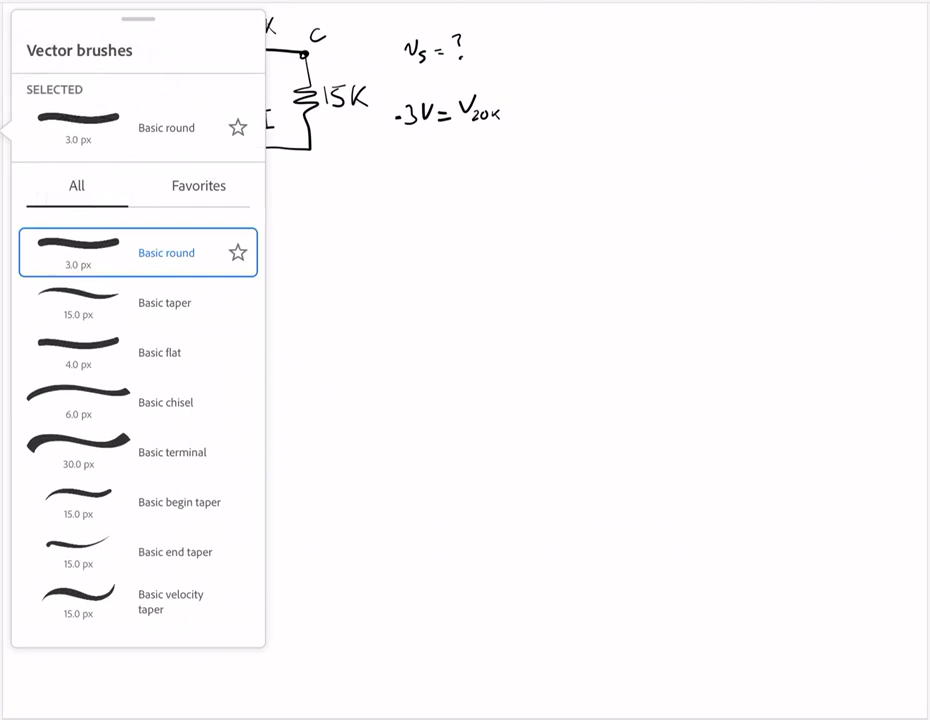 Vector brushes
SELECTED
3.0 px
Basic round
All
Favorites
3.0 px
Basic round
15.0 px
Basic taper
4.0 px
Basic flat
6.0 px
Basic chisel
30.0 px
Basic terminal
15.0 px
Basic begin taper
15.0 px
Basic end taper
15.0 px
Basic velocity
taper
K
C
15K
I
Vs = ?
-3V = V20K